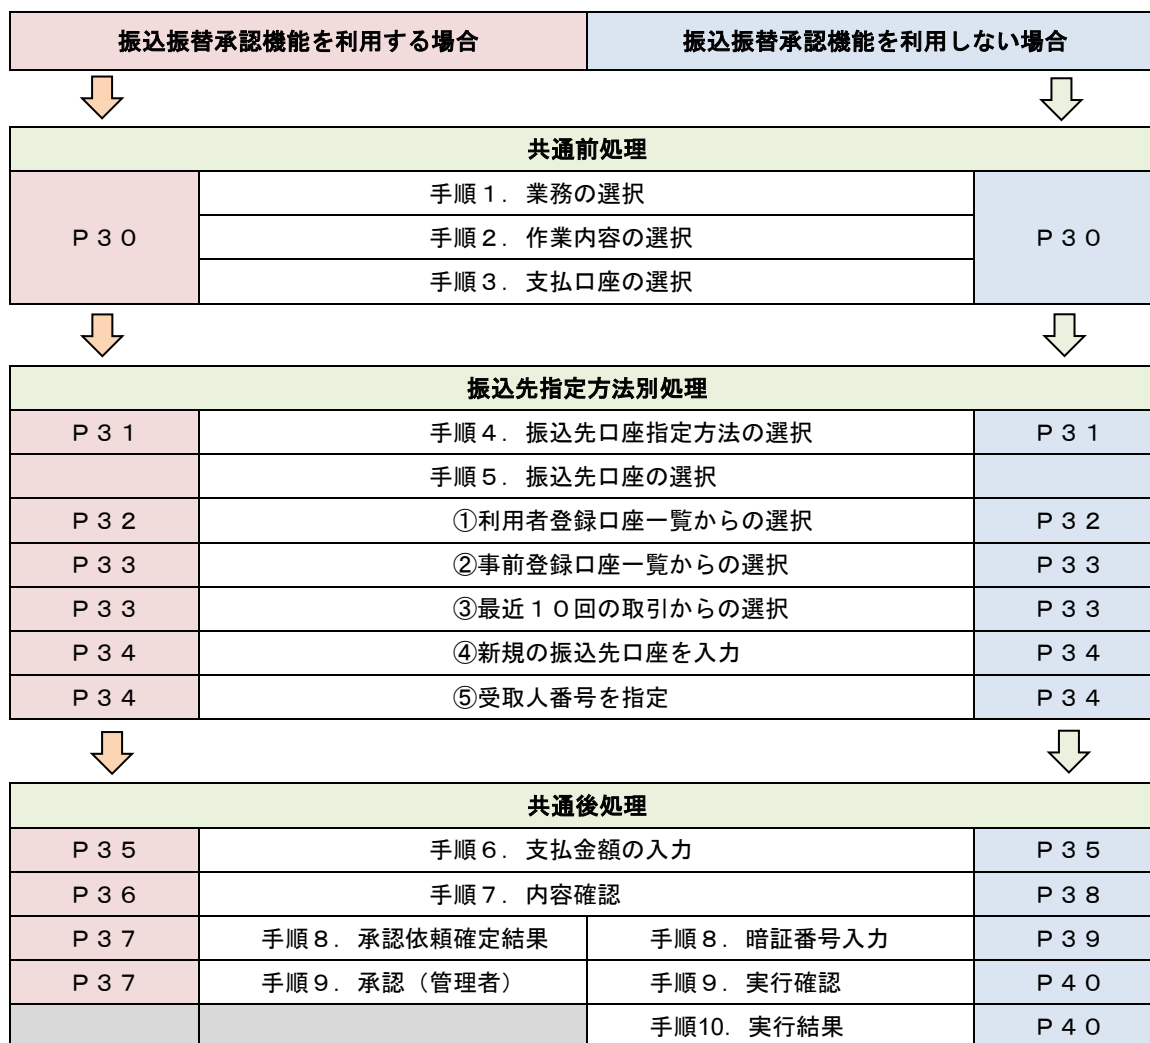 振込振替承認機能を利用する場合 振込振替承認機能を利用しない場合
共通前処理
手順１．業務の選択
Ｐ３０ 手順２．作業内容の選択 Ｐ３０
手順３．支払口座の選択
振込先指定方法別処理
Ｐ３１ 手順４．振込先口座指定方法の選択 Ｐ３１
手順５．振込先口座の選択
Ｐ３２ ①利用者登録口座一覧からの選択 Ｐ３２
Ｐ３３ ②事前登録口座一覧からの選択 Ｐ３３
Ｐ３３ ③最近１０回の取引からの選択 Ｐ３３
Ｐ３４ ④新規の振込先口座を入力 Ｐ３４
Ｐ３４ ⑤受取人番号を指定 Ｐ３４
共通後処理
Ｐ３５ 手順６．支払金額の入力 Ｐ３５
Ｐ３６ 手順７．内容確認 Ｐ３８
Ｐ３７ 手順８．承認依頼確定結果 手順８．暗証番号入力 Ｐ３９
Ｐ３７ 手順９．承認（管理者） 手順９．実行確認 Ｐ４０
手順10．実行結果 Ｐ４０